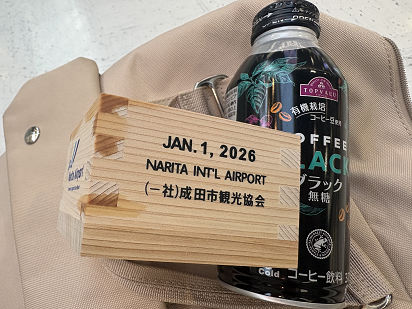 JAN. 1, 2026
NARITA INT'L AIRPORT
(一社)成田市観光協会
TOPVALU
有機栽培
コーヒー豆使用
COFFEE
BLACK
ブラック
無糖
Cold
コーヒー飲料